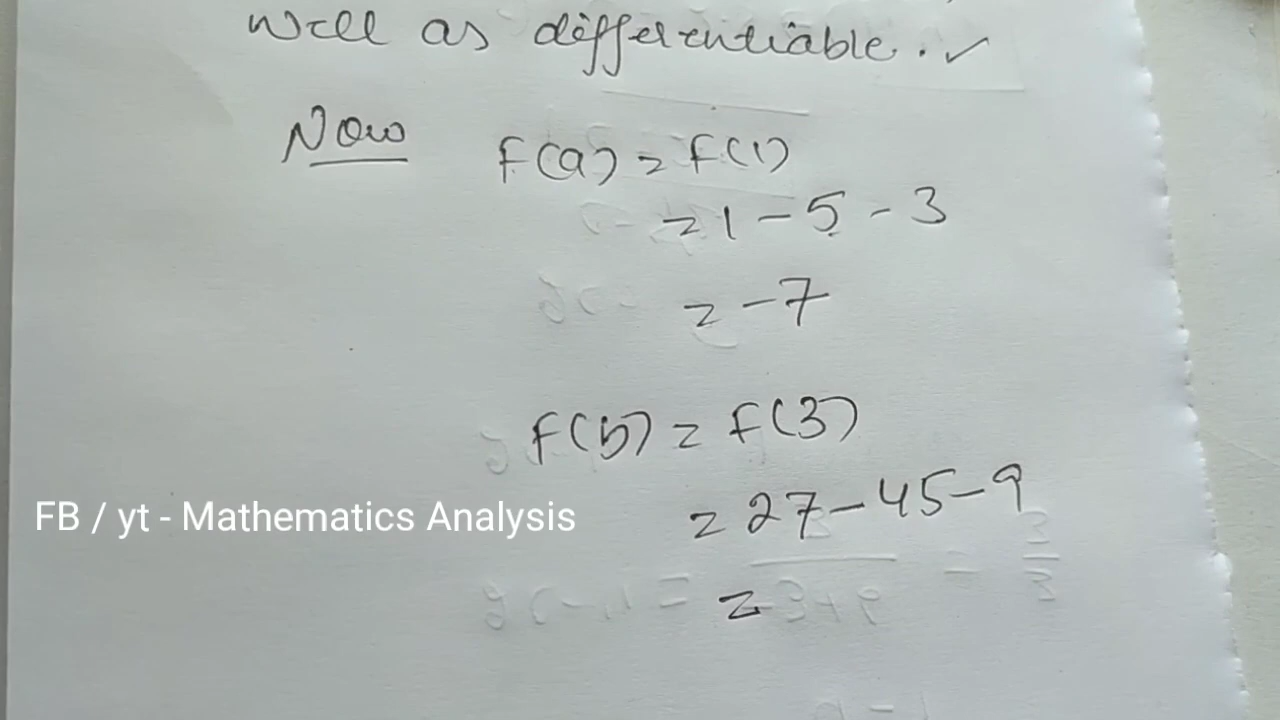 well as differentiable. ✓
Now f(a) = f(1)
= 1 - 5 - 3
= -7
f(b) = f(3)
= 27 - 45 - 9
=
FB / yt - Mathematics Analysis